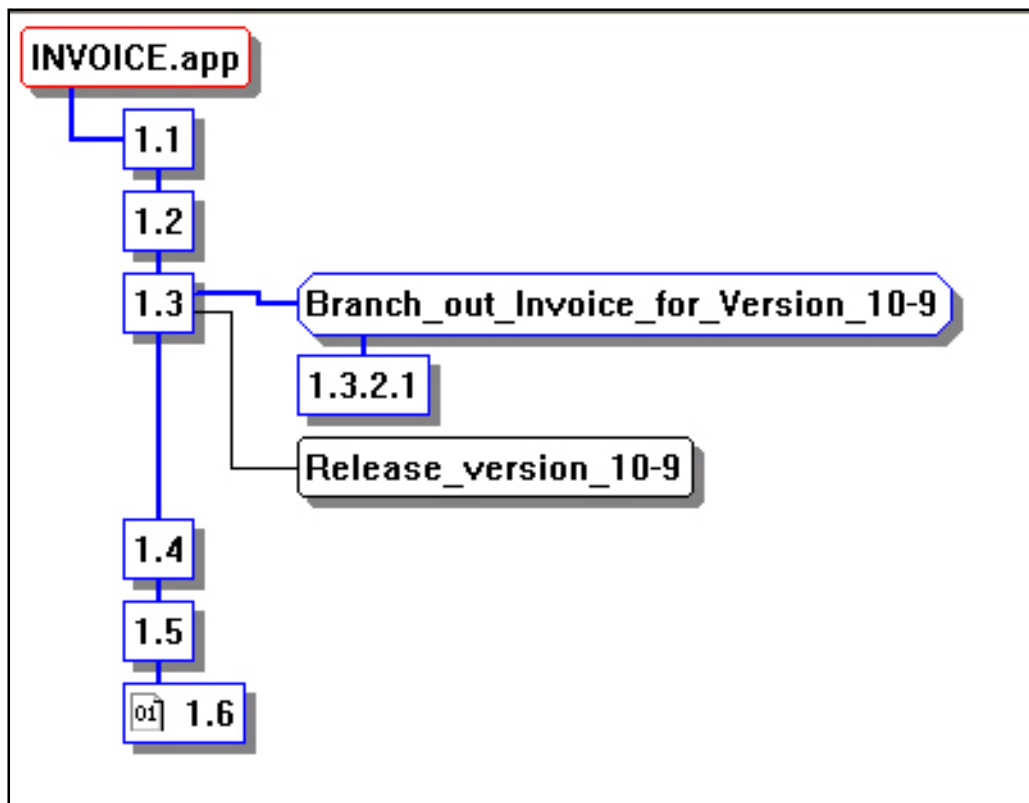 INVOICE.app
1.1
1.2
1.3
Branch_out_Invoice_for_Version_10-9
1.3.2.1
Release_version_10-9
1.4
1.5
01 1.6